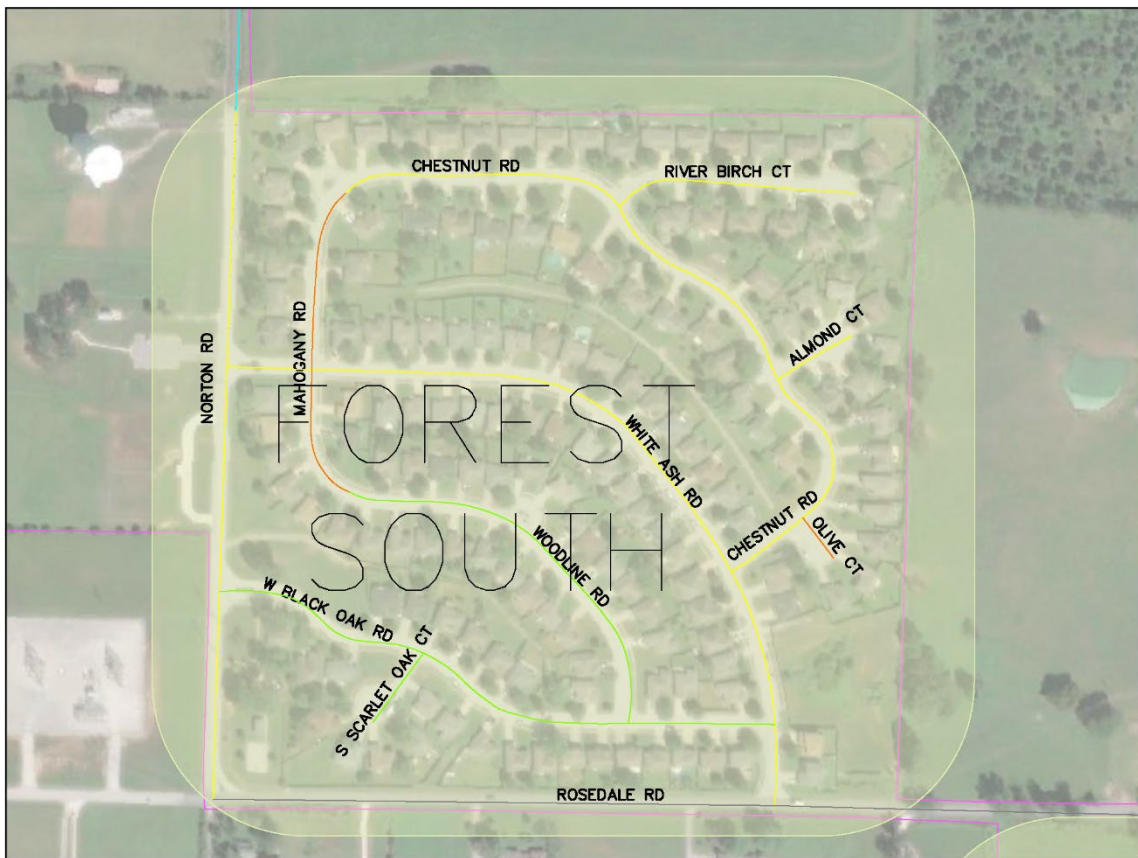 CHESTNUT RD
RIVER BIRCH CT
MAHOGANY RD
NORTON RD
ALMOND CT
FOREST
WHITE ASH RD
CHESTNUT RD
OLIVE CT
SOUTH
WOODLINE RD
W BLACK OAK RD
S SCARLET OAK CT
ROSEDALE RD